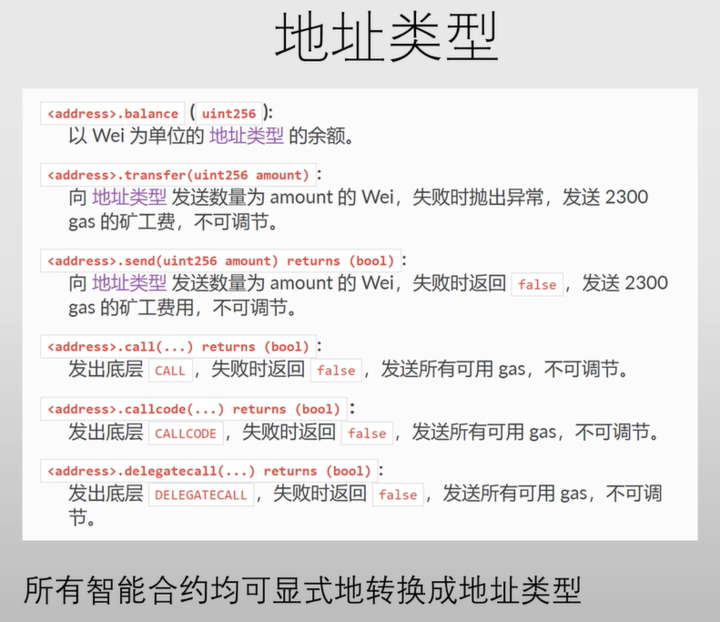 地址类型
<address>.balance (uint256):
以 Wei 为单位的 地址类型 的余额。
<address>.transfer(uint256 amount):
向 地址类型 发送数量为 amount 的 Wei，失败时抛出异常，发送 2300
gas 的矿工费，不可调节。
<address>.send(uint256 amount) returns (bool):
向 地址类型 发送数量为 amount 的 Wei，失败时返回 false，发送 2300
gas 的矿工费用，不可调节。
<address>.call(...) returns (bool):
发出底层 CALL，失败时返回 false，发送所有可用 gas，不可调节。
<address>.callcode(...) returns (bool):
发出底层 CALLCODE，失败时返回 false，发送所有可用 gas，不可调节。
<address>.delegatecall(...) returns (bool):
发出底层 DELEGATECALL，失败时返回 false，发送所有可用 gas，不可调
节。
所有智能合约均可显式地转换成地址类型